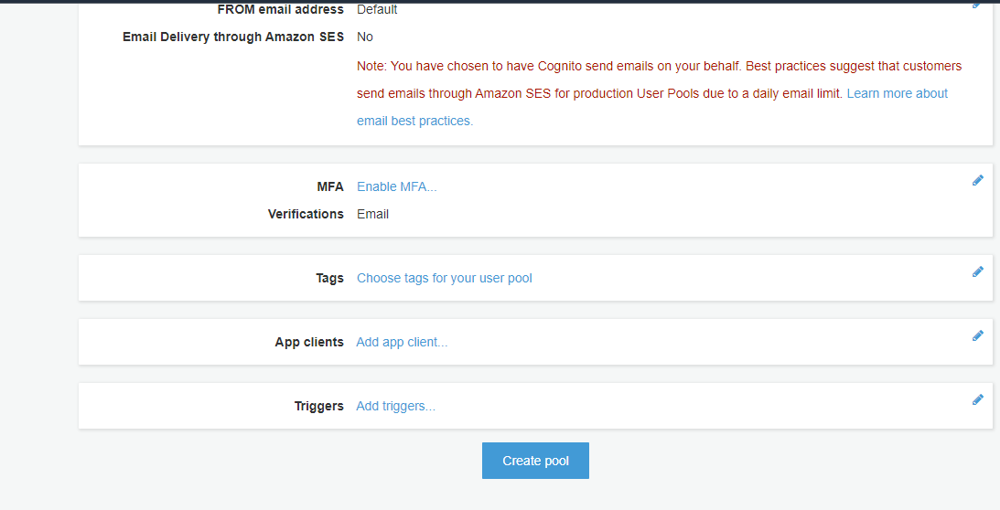 FROM email address Default
Email Delivery through Amazon SES No
Note: You have chosen to have Cognito send emails on your behalf. Best practices suggest that customers
send emails through Amazon SES for production User Pools due to a daily email limit. Learn more about
email best practices.
MFA Enable MFA...
Verifications Email
Tags Choose tags for your user pool
App clients Add app client...
Triggers Add triggers...
Create pool